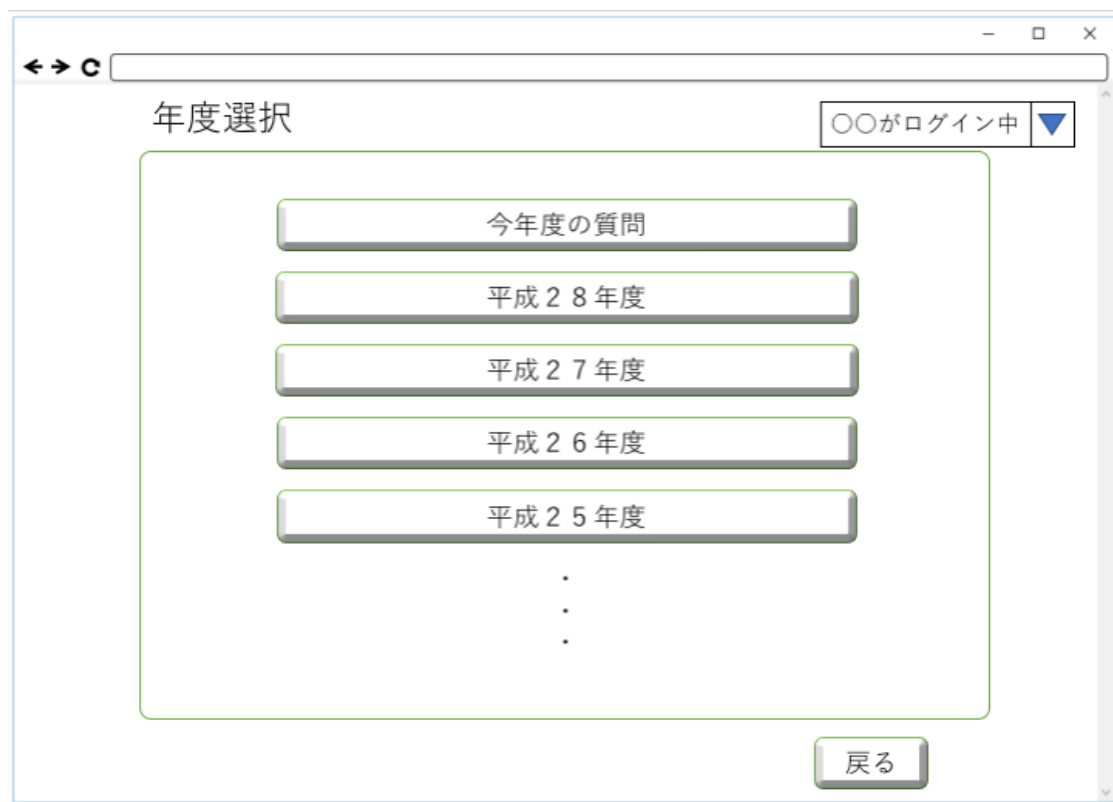 年度選択
○○がログイン中
今年度の質問
平成２８年度
平成２７年度
平成２６年度
平成２５年度
・
・
・
戻る